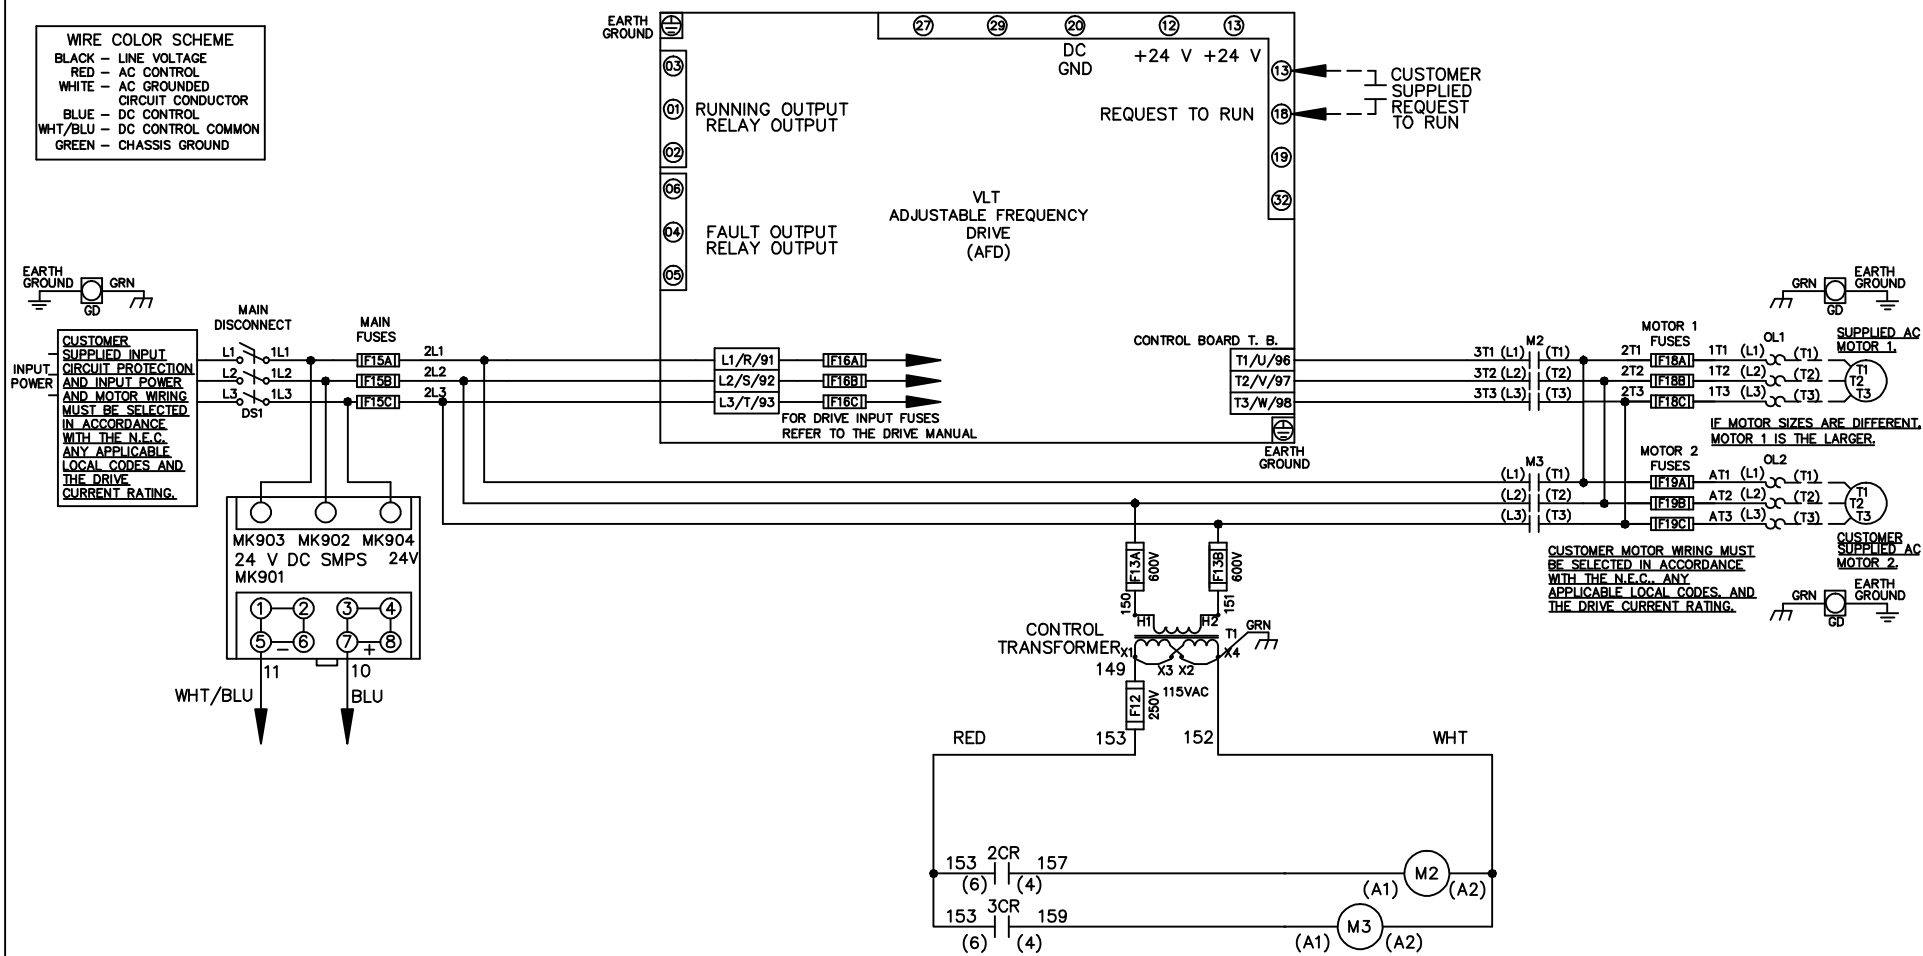 WIRE COLOR SCHEME
BLACK – LINE VOLTAGE
RED – AC CONTROL
WHITE – AC GROUNDED
CIRCUIT CONDUCTOR
BLUE – DC CONTROL
WHT/BLU – DC CONTROL COMMON
GREEN – CHASSIS GROUND
EARTH
GROUND
27 29 20 12 13
DC
GND
+24 V +24 V
03
01
02
RUNNING OUTPUT
RELAY OUTPUT
06
04
05
FAULT OUTPUT
RELAY OUTPUT
VLT
ADJUSTABLE FREQUENCY
DRIVE
(AFD)
REQUEST TO RUN
13
18
19
32
CUSTOMER
SUPPLIED
REQUEST
TO RUN
EARTH
GROUND
GRN
GD
INPUT
POWER
CUSTOMER
SUPPLIED INPUT
CIRCUIT PROTECTION
AND INPUT POWER
AND MOTOR WIRING
MUST BE SELECTED
IN ACCORDANCE
WITH THE N.E.C.
ANY APPLICABLE
LOCAL CODES AND
THE DRIVE
CURRENT RATING.
MAIN
DISCONNECT
L1 1L1
L2 1L2
L3 1L3
DS1
MAIN
FUSES
F15A 2L1
F15B 2L2
F15C 2L3
L1/R/91 F16A
L2/S/92 F16B
L3/T/93 F16C
FOR DRIVE INPUT FUSES
REFER TO THE DRIVE MANUAL
CONTROL BOARD T. B.
T1/U/96
T2/V/97
T3/W/98
EARTH
GROUND
M2
3T1 (L1) (T1)
3T2 (L2) (T2)
3T3 (L3) (T3)
MOTOR 1
FUSES
2T1 F18A 1T1 (L1)
2T2 F18B 1T2 (L2)
2T3 F18C 1T3 (L3)
OL1
(T1)
(T2)
(T3)
T1
T2
T3
GRN
GD
EARTH
GROUND
SUPPLIED AC
MOTOR 1.
IF MOTOR SIZES ARE DIFFERENT,
MOTOR 1 IS THE LARGER.
M3
(L1) (T1)
(L2) (T2)
(L3) (T3)
MOTOR 2
FUSES
F19A AT1 (L1)
F19B AT2 (L2)
F19C AT3 (L3)
OL2
(T1)
(T2)
(T3)
T1
T2
T3
CUSTOMER
SUPPLIED AC
MOTOR 2.
CUSTOMER MOTOR WIRING MUST
BE SELECTED IN ACCORDANCE
WITH THE N.E.C., ANY
APPLICABLE LOCAL CODES, AND
THE DRIVE CURRENT RATING.
GRN
GD
EARTH
GROUND
MK903 MK902 MK904
24 V DC SMPS 24V
MK901
1 2 3 4
5 – 6 7 + 8
11 10
WHT/BLU BLU
F13A 600V
F13B 600V
150 151
H1 H2
CONTROL
TRANSFORMER
T1
GRN
X1 X3 X2 X4
149
115VAC
F12 250V
RED 153 152 WHT
153 2CR 157
(6) (4)
(A1) M2 (A2)
153 3CR 159
(6) (4)
(A1) M3 (A2)